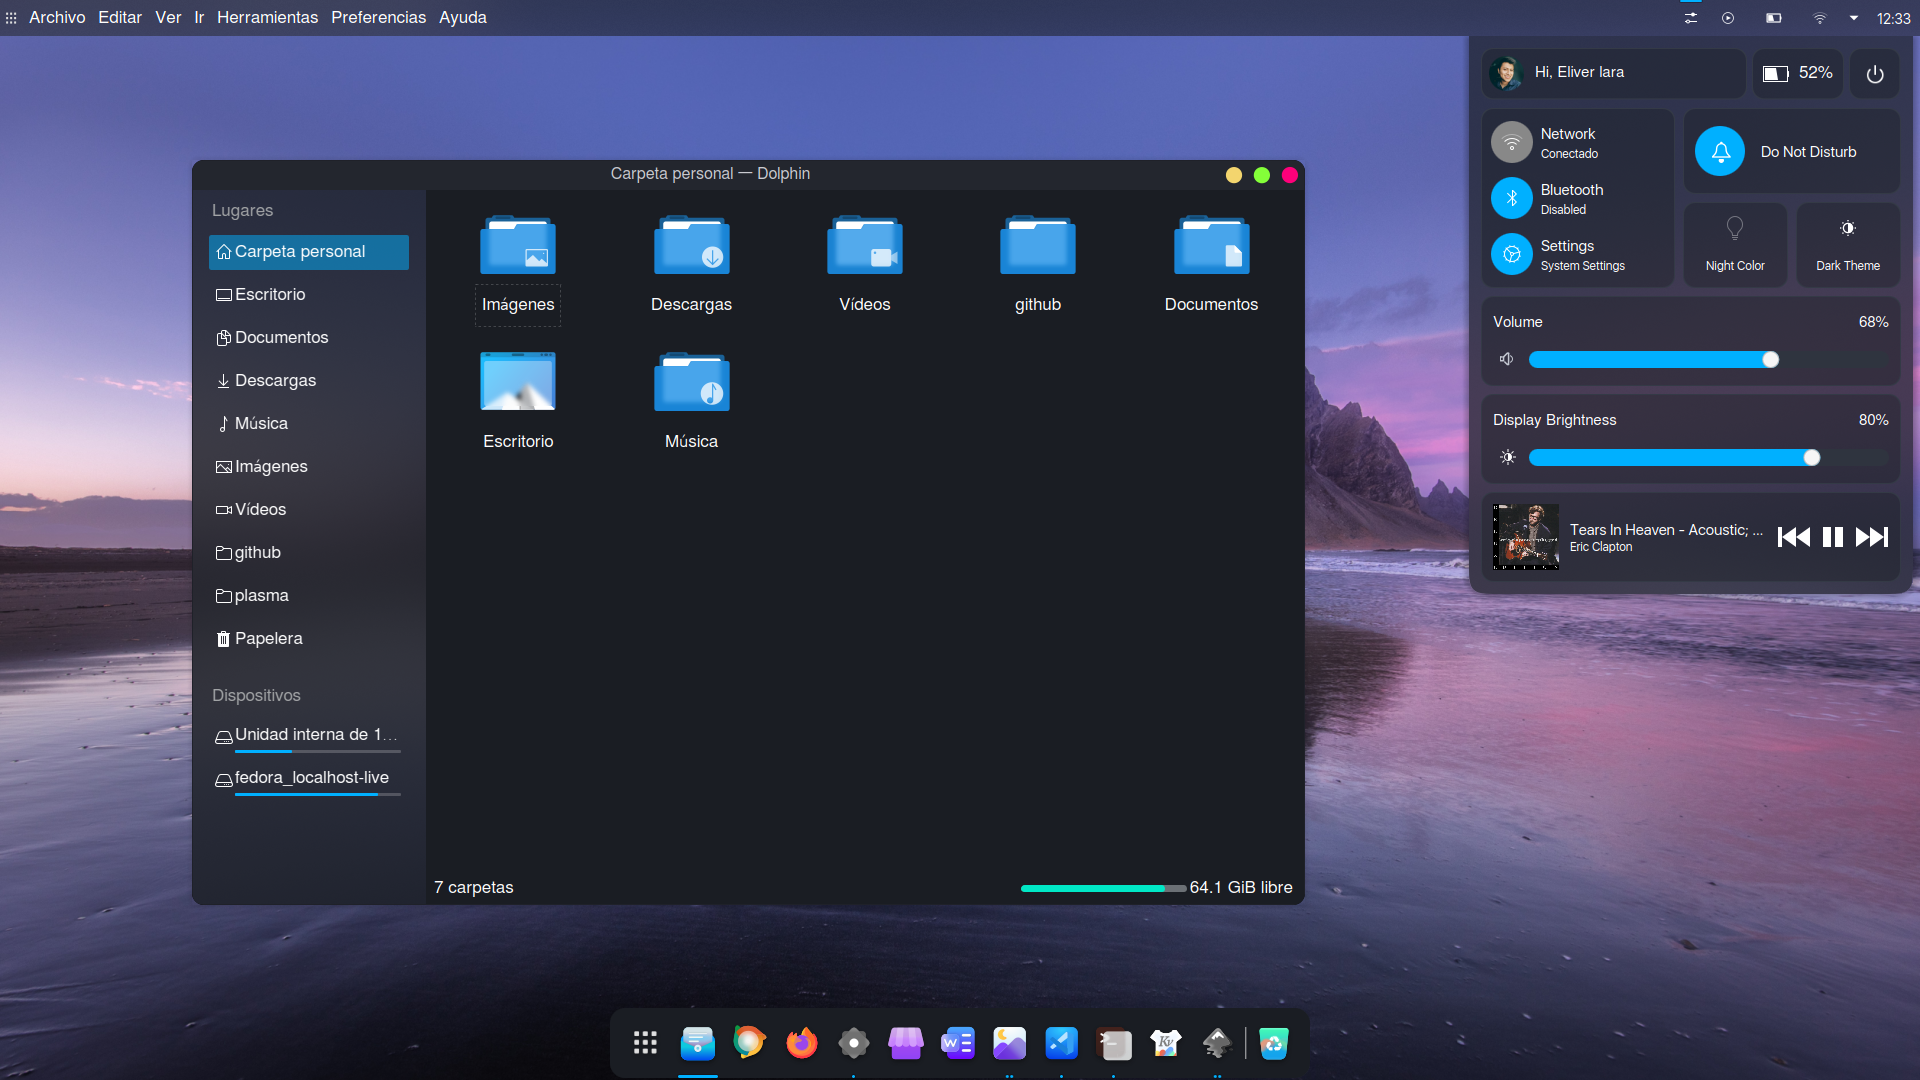 Archivo Editar Ver Ir Herramientas Preferencias Ayuda
12:33
Carpeta personal — Dolphin
Lugares
Carpeta personal
Escritorio
Documentos
Descargas
Música
Imágenes
Vídeos
github
plasma
Papelera
Dispositivos
Unidad interna de 1…
fedora_localhost-live
Imágenes
Descargas
Vídeos
github
Documentos
Escritorio
Música
7 carpetas
64.1 GiB libre
Hi, Eliver lara
52%
Network
Conectado
Bluetooth
Disabled
Settings
System Settings
Do Not Disturb
Night Color
Dark Theme
Volume
68%
Display Brightness
80%
Tears In Heaven - Acoustic; ...
Eric Clapton
W
Kv